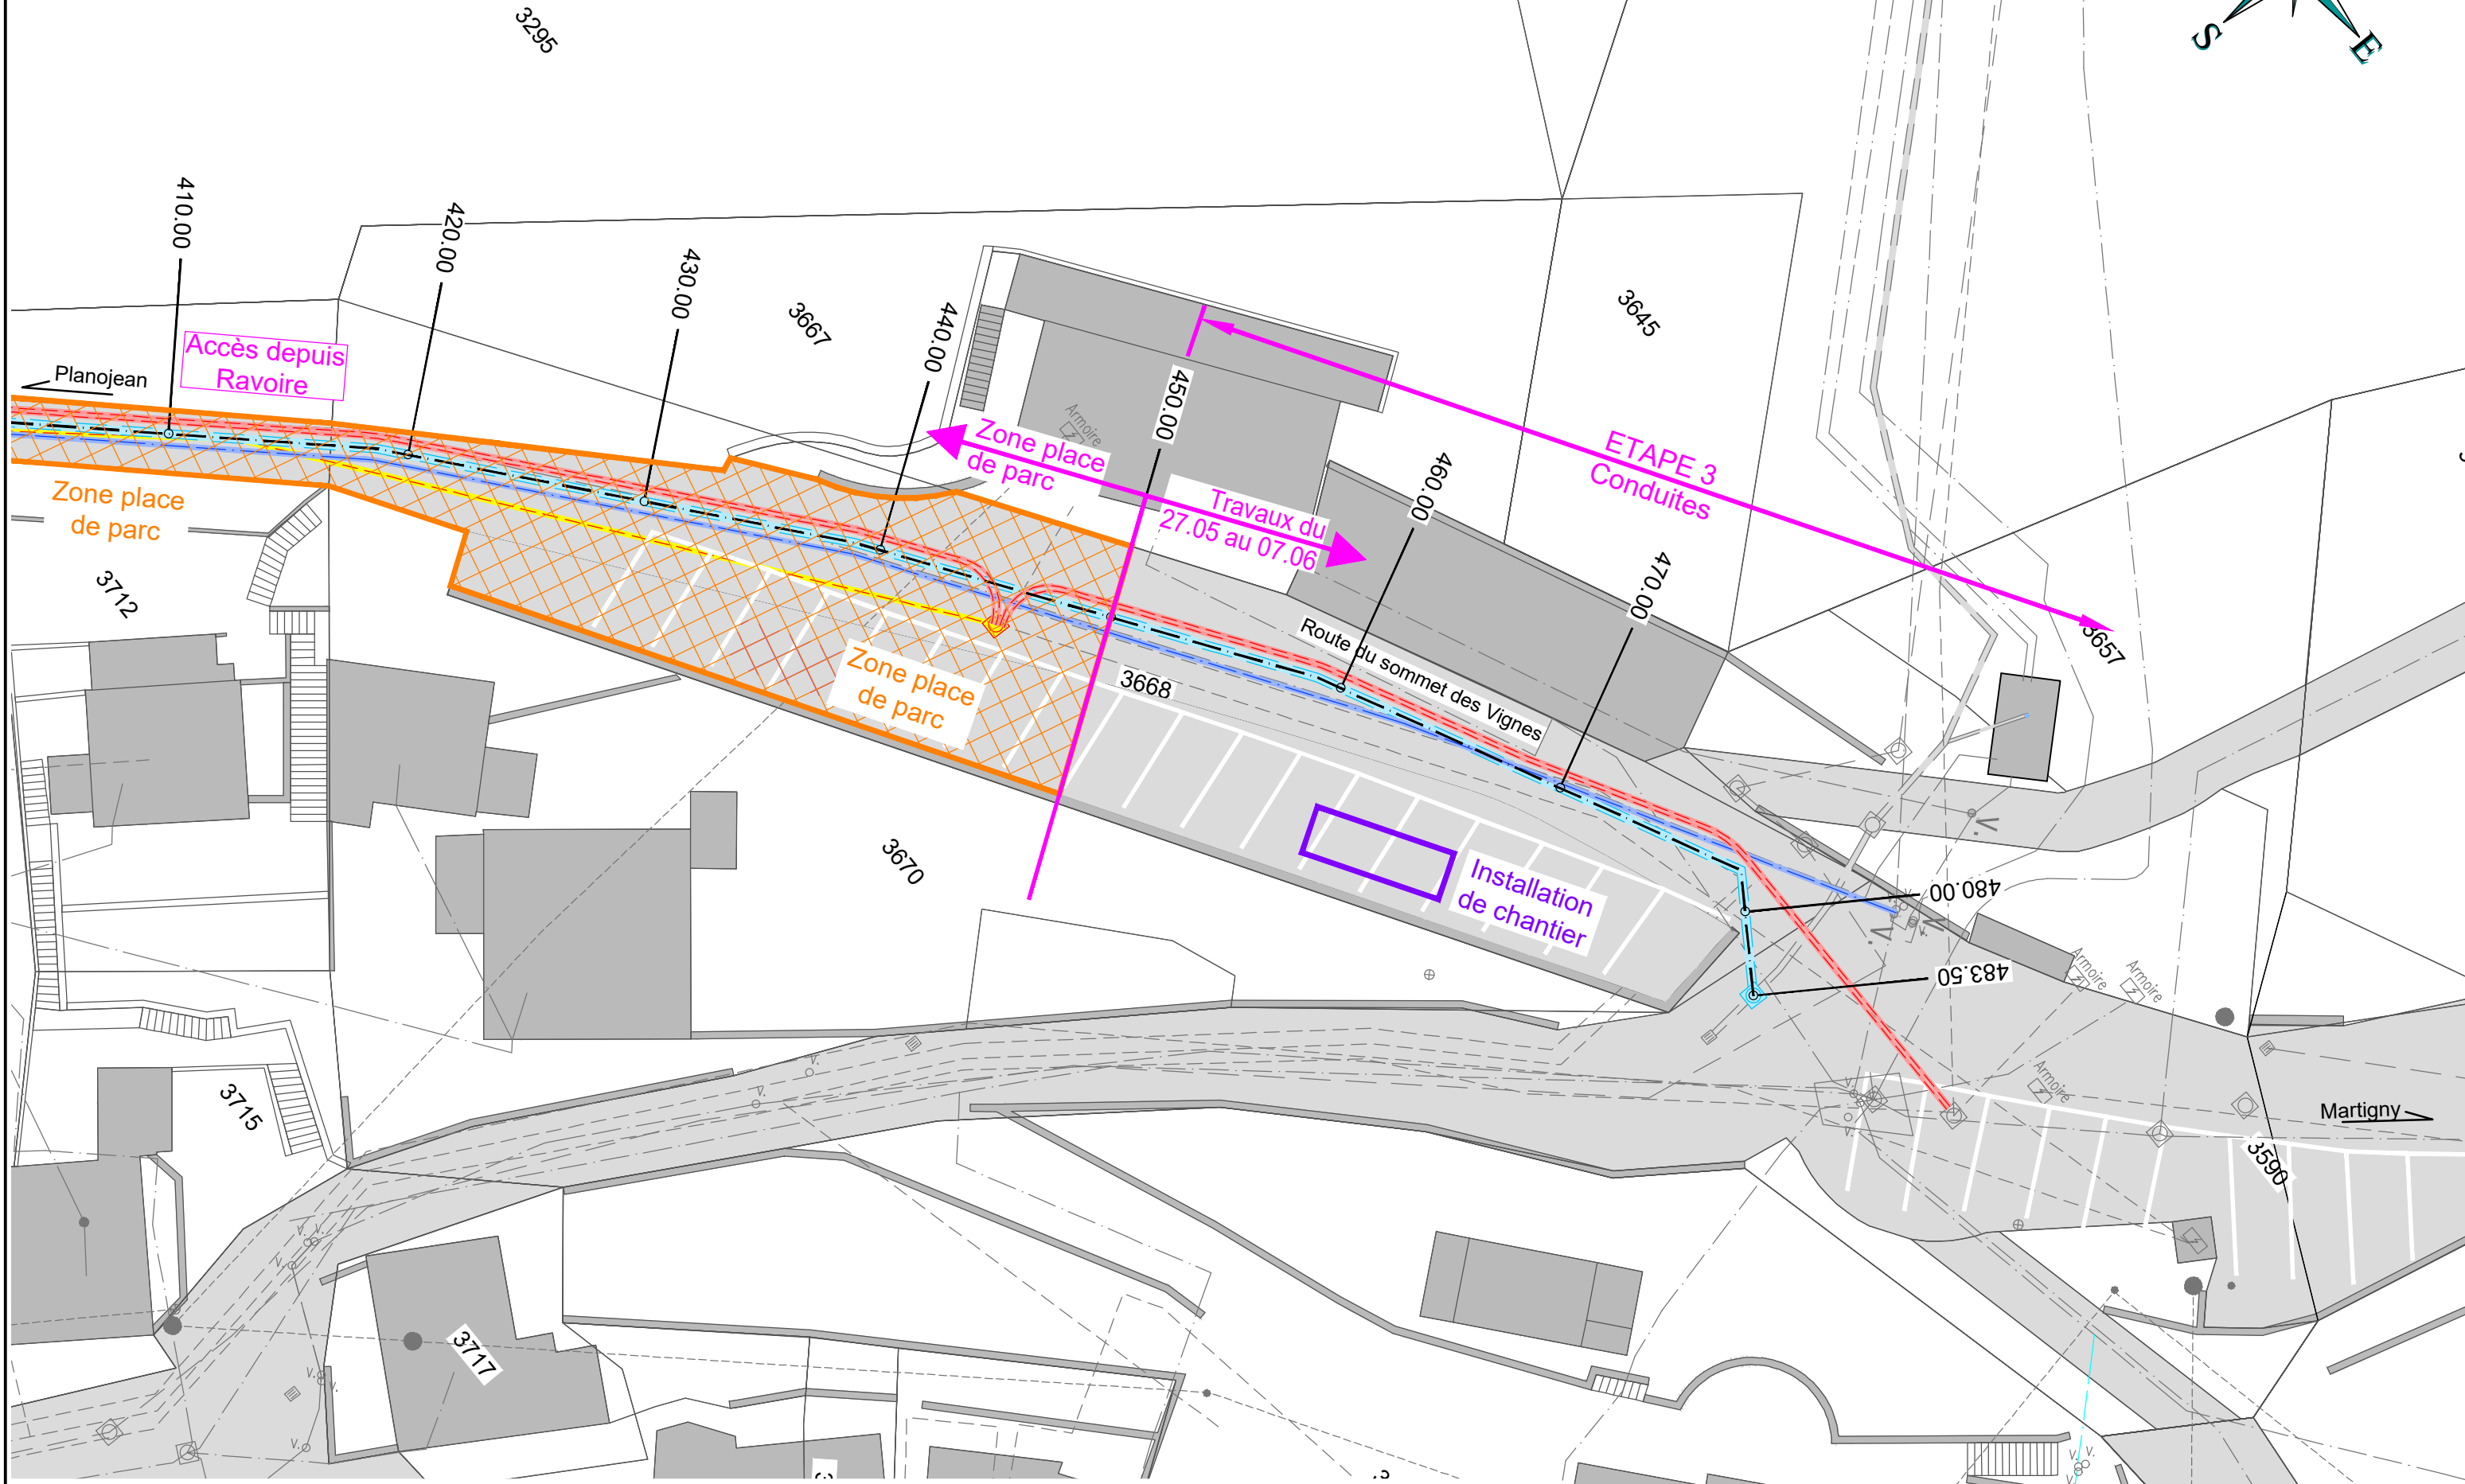 3295
S
E
410.00
420.00
430.00
440.00
450.00
460.00
470.00
480.00
483.50
3667
3645
3657
Accès depuis
Ravoire
Planojean
Zone place
de parc
Armoire
Zone place
de parc
Travaux du
27.05 au 07.06
ETAPE 3
Conduites
3712
Zone place
de parc
3668
Route du sommet des Vignes
3670
Installation
de chantier
V.
V.
V.
V.
Armoire
Armoire
Armoire
V.
V.
V.
V.
3715
Martigny
3590
V.
V.
V.
3717
V.
V.
V.
V.
V.
V.